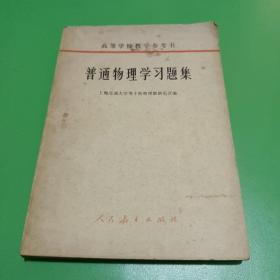 高等学校教学参考书
普通物理学习题集
上海交通大学等十院校物理教研组汇编
人民教育出版社